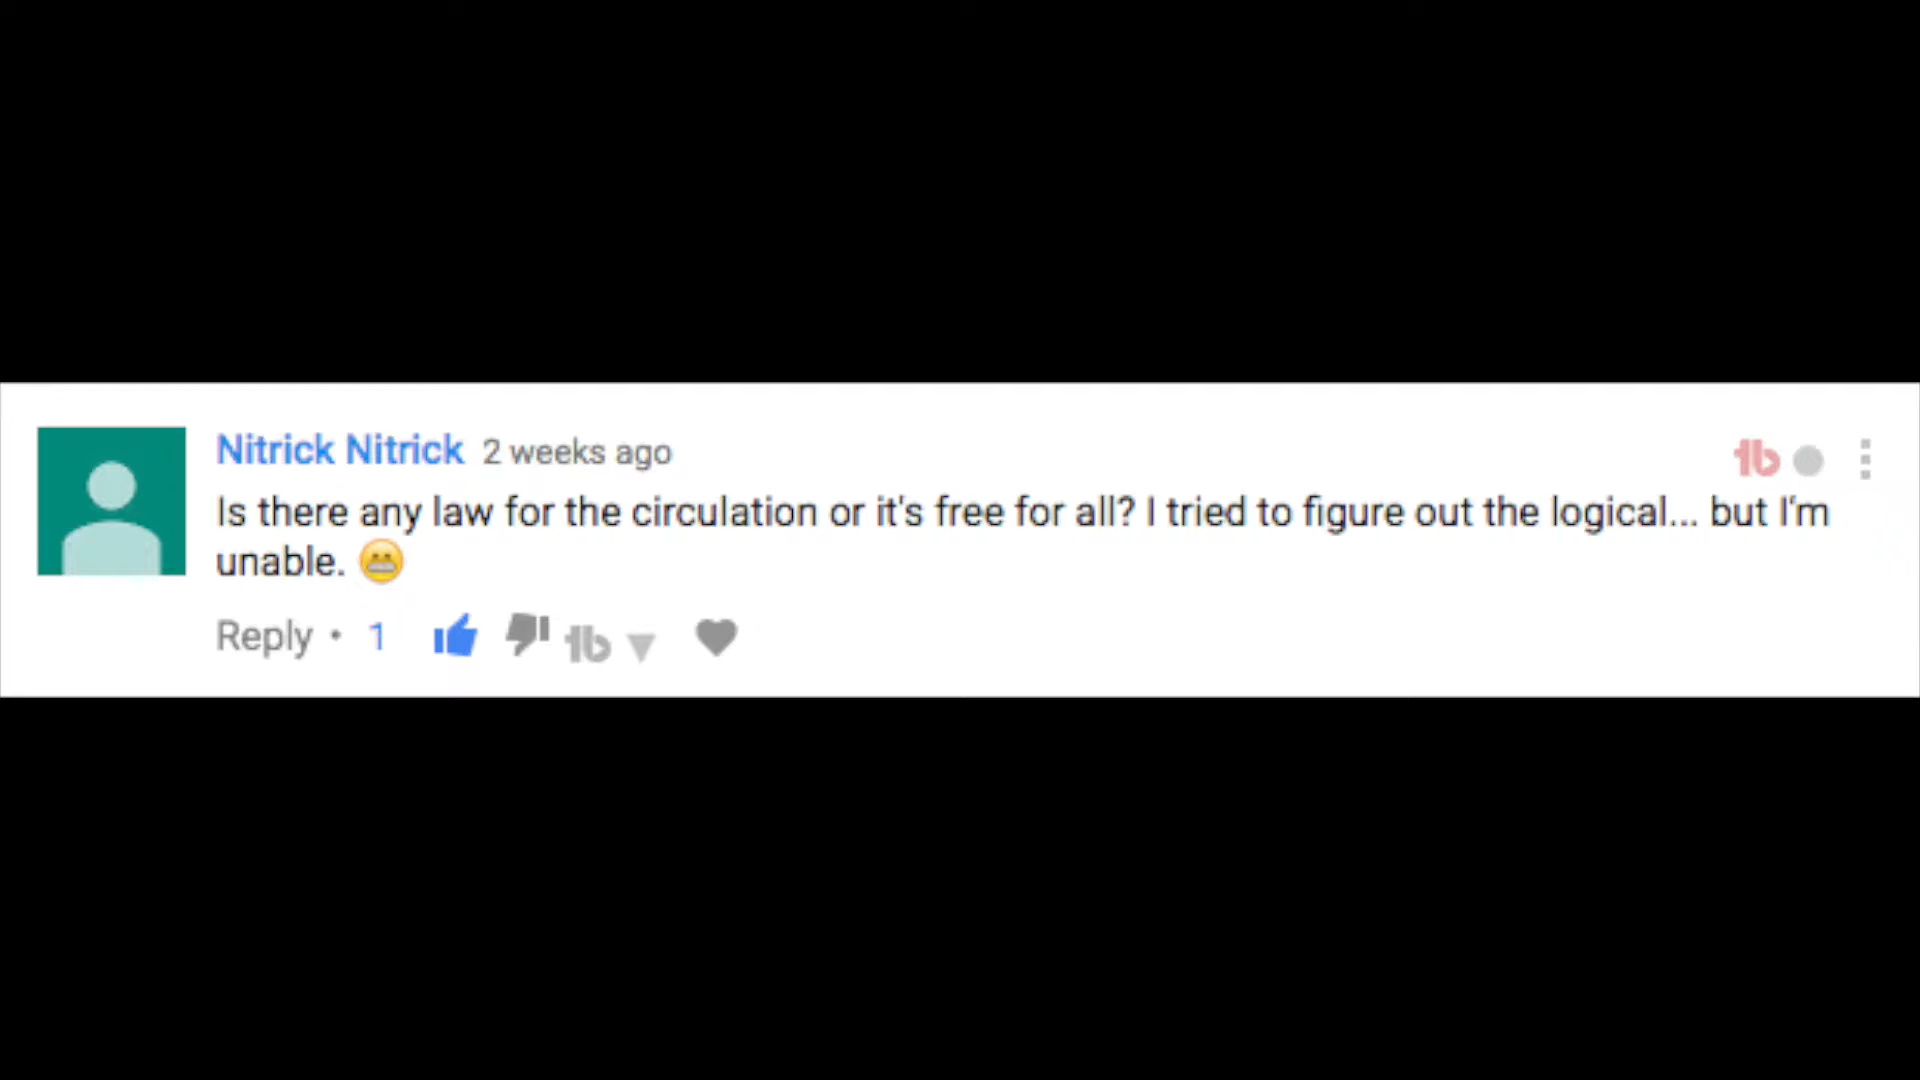 Nitrick Nitrick 2 weeks ago
Is there any law for the circulation or it's free for all? I tried to figure out the logical... but I'm
unable. 😬
Reply • 1